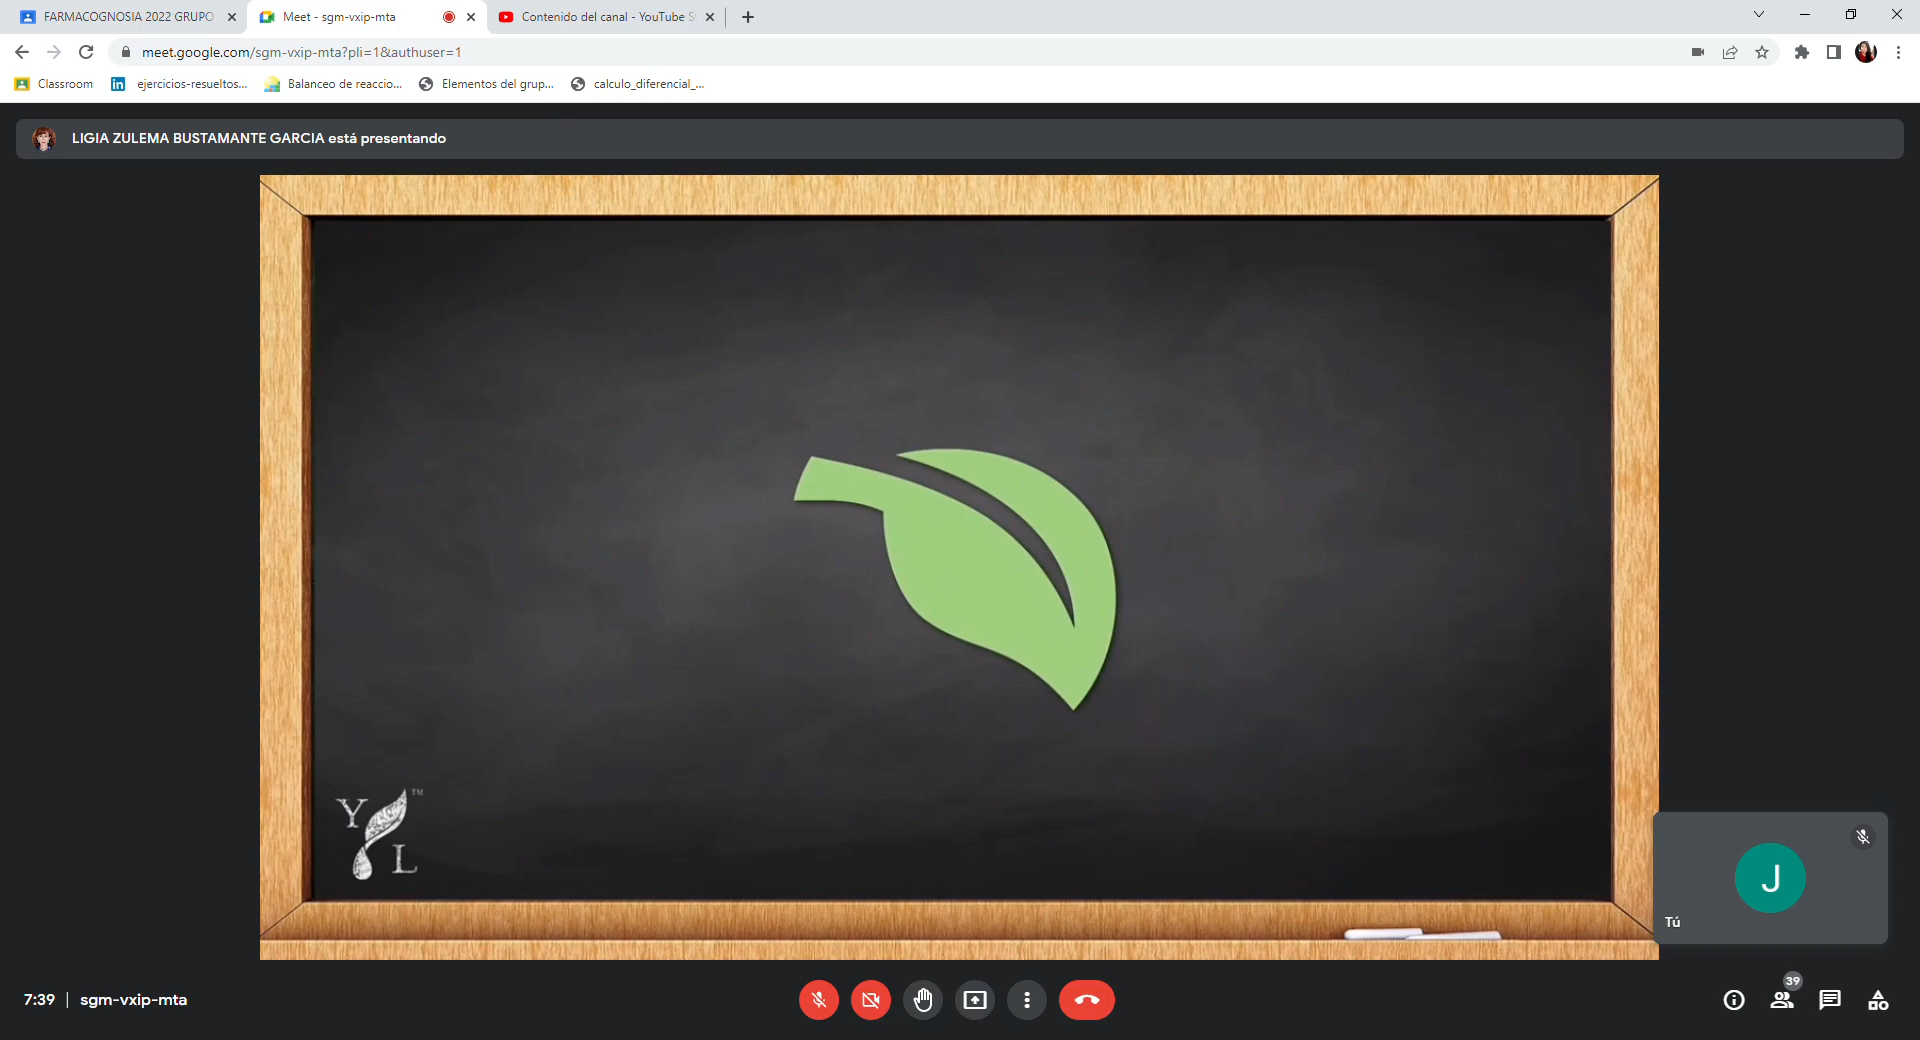 FARMACOGNOSIA 2022 GRUPO
Meet - sgm-vxip-mta
Contenido del canal - YouTube S
meet.google.com/sgm-vxip-mta?pli=1&authuser=1
Classroom
ejercicios-resueltos...
Balanceo de reaccio...
Elementos del grup...
calculo_diferencial_...
LIGIA ZULEMA BUSTAMANTE GARCIA está presentando
Y L ™
J
Tú
7:39 | sgm-vxip-mta
39